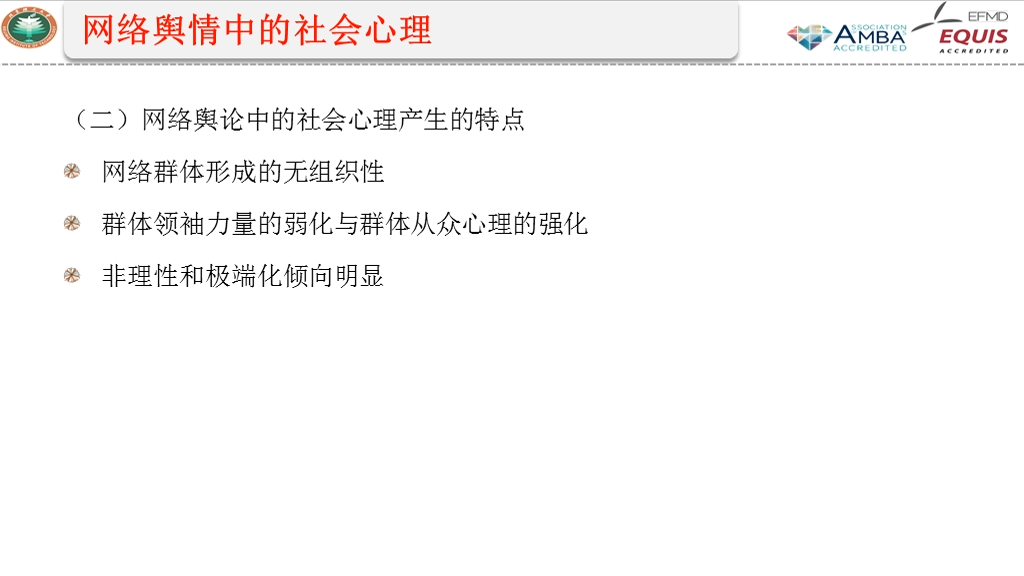 网络舆情中的社会心理
ASSOCIATION
AMBA
ACCREDITED
EFMD
EQUIS
ACCREDITED
（二）网络舆论中的社会心理产生的特点
网络群体形成的无组织性
群体领袖力量的弱化与群体从众心理的强化
非理性和极端化倾向明显